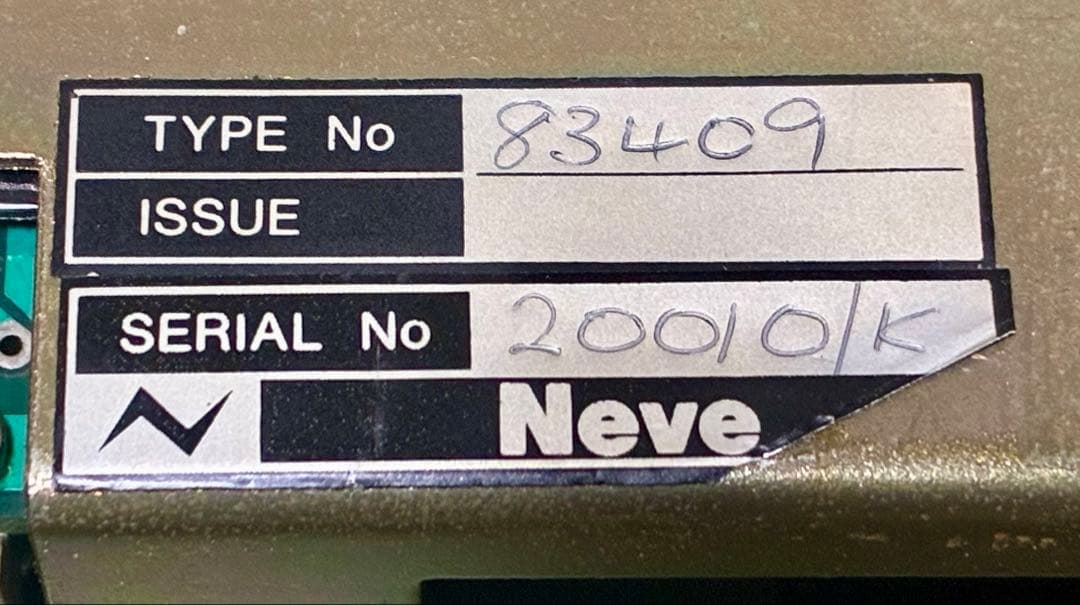 TYPE No 83409
ISSUE
SERIAL No 20010/K
Neve